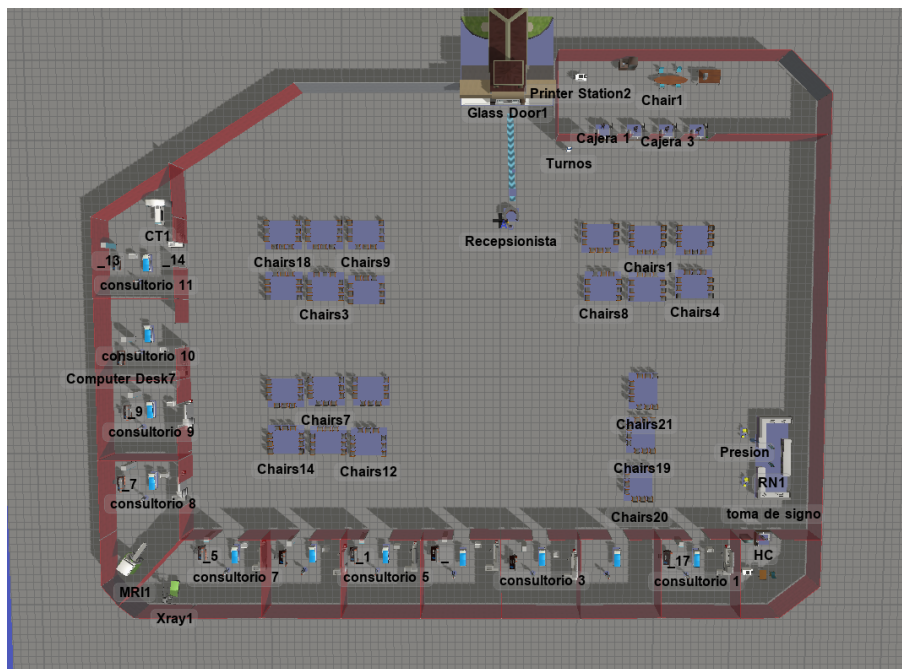 Printer Station2
Chair1
Glass Door1
Cajera 1
Cajera 3
Turnos
CT1
Recepsionista
_13
_14
Chairs18
Chairs9
Chairs1
consultorio 11
Chairs3
Chairs8
Chairs4
consultorio 10
Computer Desk7
_9
Chairs7
Chairs21
consultorio 9
Presion
Chairs14
Chairs12
Chairs19
_7
RN1
consultorio 8
Chairs20
toma de signo
_5
_1
_
_17
HC
consultorio 7
consultorio 5
consultorio 3
consultorio 1
MRI1
Xray1